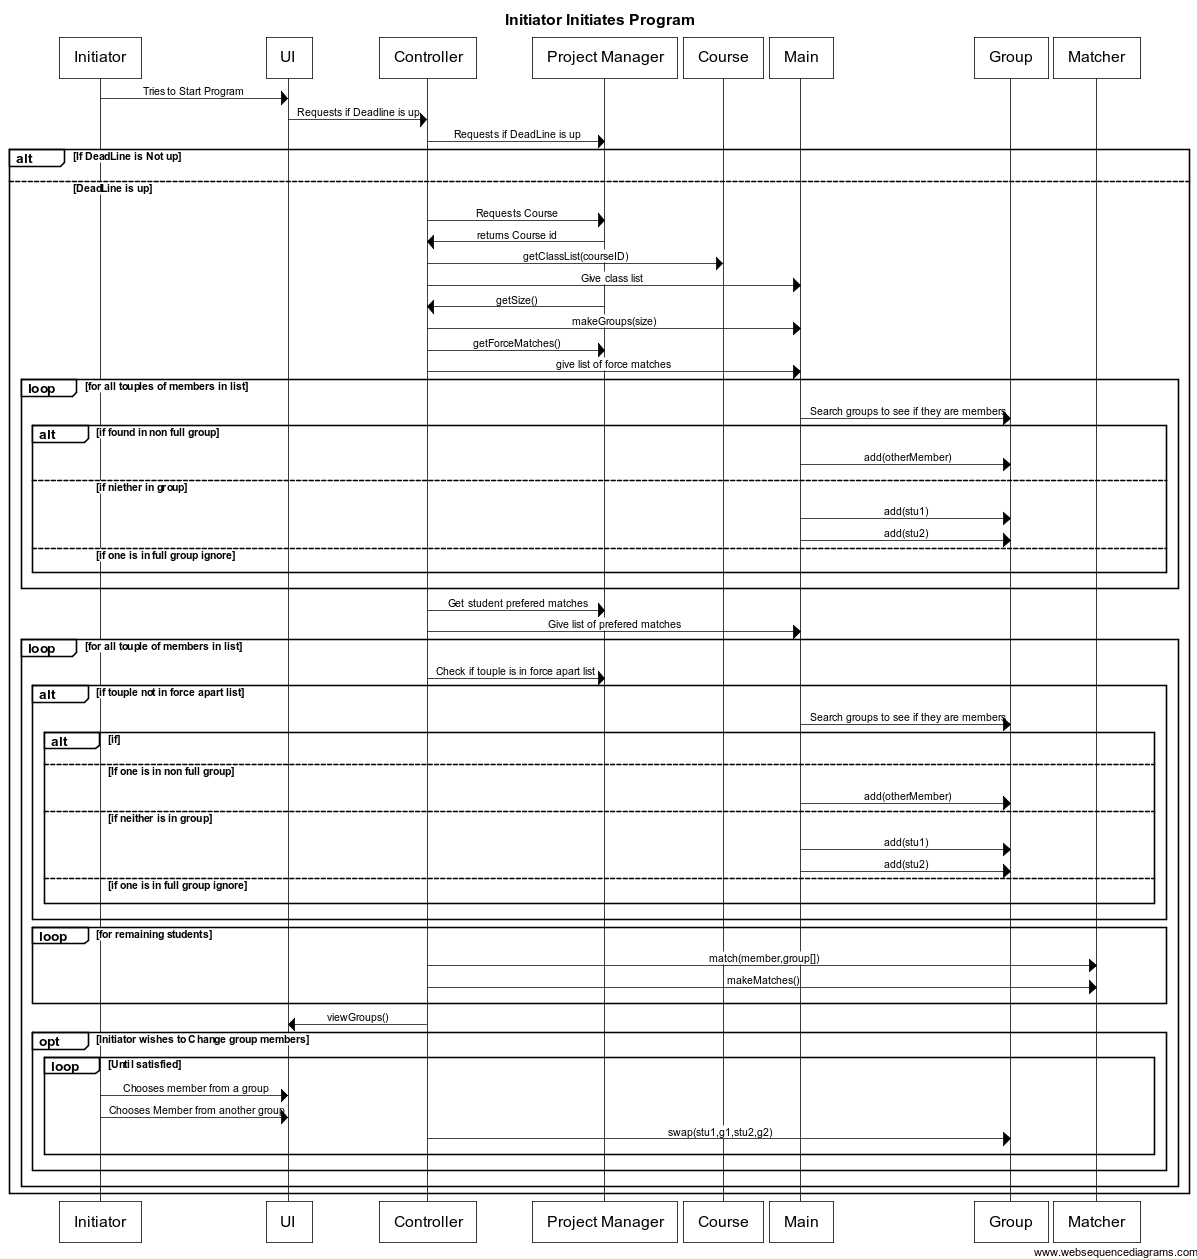 Initiator Initiates Program
Initiator UI Controller Project Manager Course Main Group Matcher
Tries to Start Program
Requests if Deadline is up
Requests if DeadLine is up
alt [If DeadLine is Not up]
[DeadLine is up]
Requests Course
returns Course id
getClassList(courseID)
Give class list
getSize()
makeGroups(size)
getForceMatches()
give list of force matches
loop [for all touples of members in list]
Search groups to see if they are members
alt [if found in non full group]
add(otherMember)
[if niether in group]
add(stu1)
add(stu2)
[if one is in full group ignore]
Get student prefered matches
Give list of prefered matches
loop [for all touple of members in list]
Check if touple is in force apart list
alt [if touple not in force apart list]
Search groups to see if they are members
alt [if]
[If one is in non full group]
add(otherMember)
[if neither is in group]
add(stu1)
add(stu2)
[if one is in full group ignore]
loop [for remaining students]
match(member,group[])
makeMatches()
viewGroups()
opt [Initiator wishes to Change group members]
loop [Until satisfied]
Chooses member from a group
Chooses Member from another group
swap(stu1,g1,stu2,g2)
Initiator UI Controller Project Manager Course Main Group Matcher
www.websequencediagrams.com